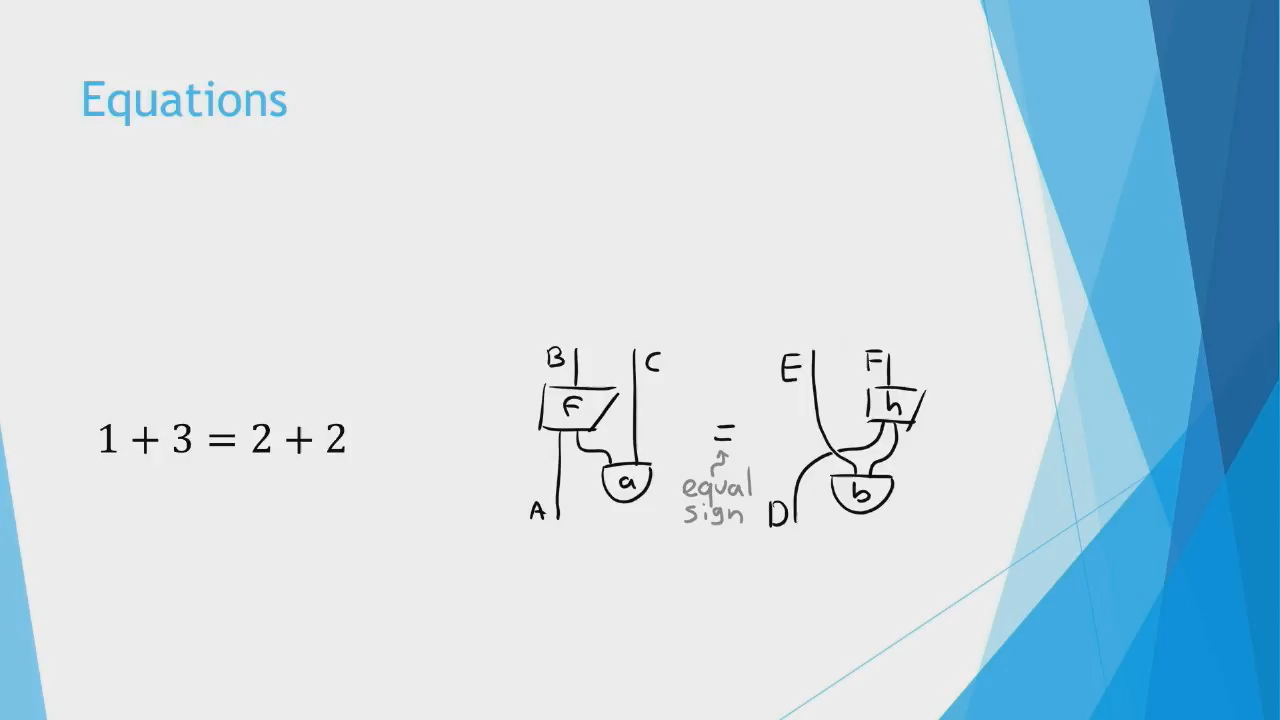 Equations
B C E F
f h
1 + 3 = 2 + 2
=
a b
equal
sign
A D